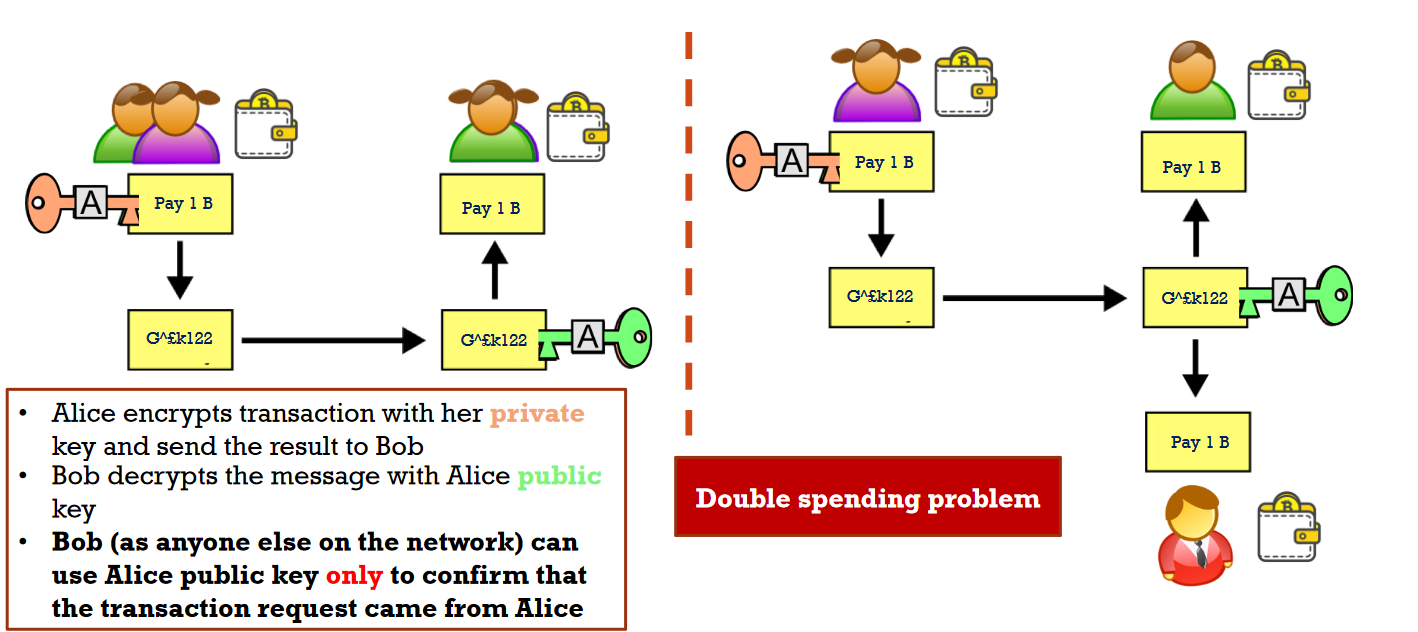 A
Pay 1 B
Pay 1 B
G^£k122
G^£k122
A
• Alice encrypts transaction with her private
key and send the result to Bob
• Bob decrypts the message with Alice public
key
• Bob (as anyone else on the network) can
use Alice public key only to confirm that
the transaction request came from Alice
A
Pay 1 B
Pay 1 B
G^£k122
G^£k122
A
Pay 1 B
Double spending problem